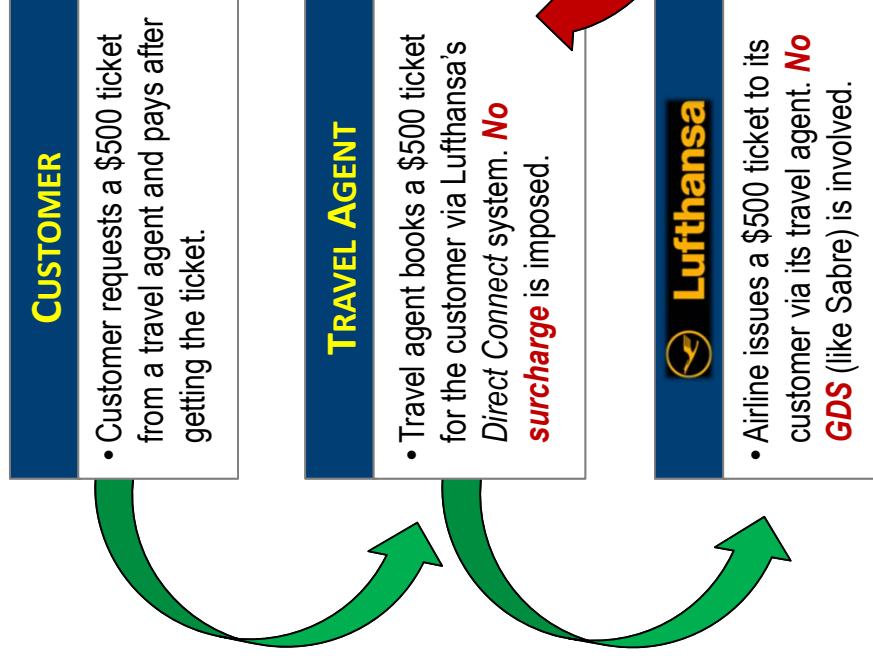 CUSTOMER
• Customer requests a $500 ticket
from a travel agent and pays after
getting the ticket.
TRAVEL AGENT
• Travel agent books a $500 ticket
for the customer via Lufthansa's
Direct Connect system. No
surcharge is imposed.
Lufthansa
• Airline issues a $500 ticket to its
customer via its travel agent. No
GDS (like Sabre) is involved.